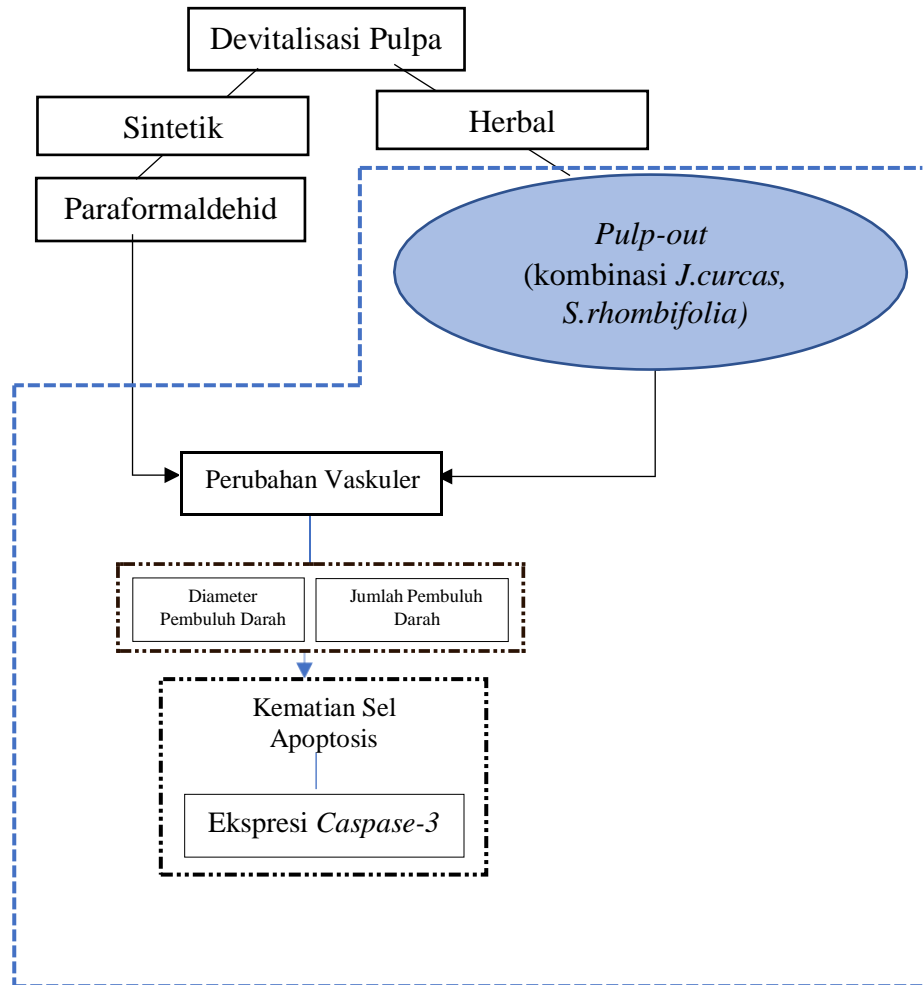 Devitalisasi Pulpa
Sintetik
Herbal
Paraformaldehid
Pulp-out
(kombinasi J.curcas,
S.rhombifolia)
Perubahan Vaskuler
Diameter
Pembuluh Darah
Jumlah Pembuluh
Darah
Kematian Sel
Apoptosis
Ekspresi Caspase-3